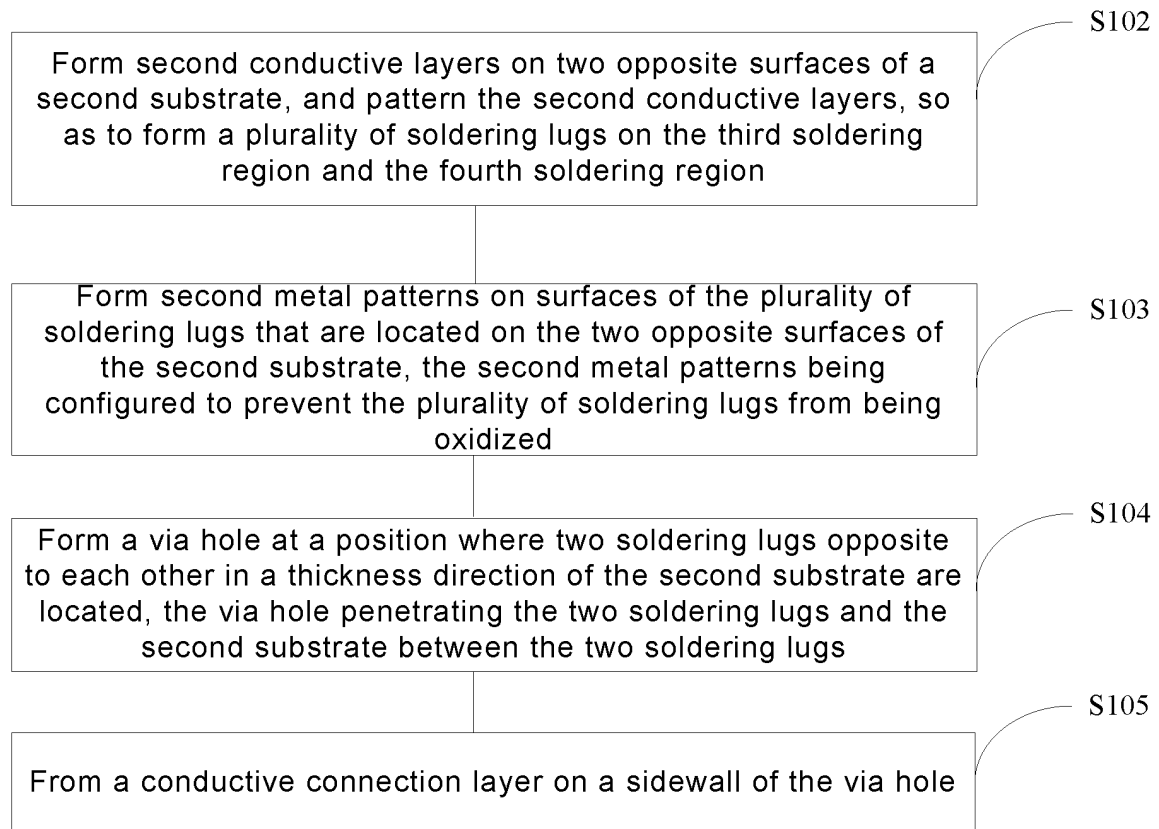 S102
Form second conductive layers on two opposite surfaces of a
second substrate, and pattern the second conductive layers, so
as to form a plurality of soldering lugs on the third soldering
region and the fourth soldering region
S103
Form second metal patterns on surfaces of the plurality of
soldering lugs that are located on the two opposite surfaces of
the second substrate, the second metal patterns being
configured to prevent the plurality of soldering lugs from being
oxidized
S104
Form a via hole at a position where two soldering lugs opposite
to each other in a thickness direction of the second substrate are
located, the via hole penetrating the two soldering lugs and the
second substrate between the two soldering lugs
S105
From a conductive connection layer on a sidewall of the via hole